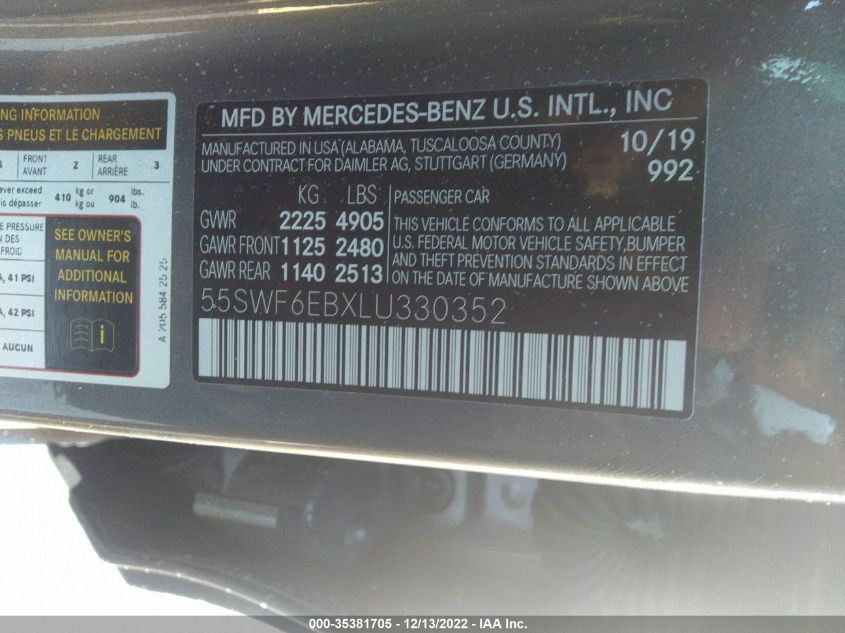 NG INFORMATION
S PNEUS ET LE CHARGEMENT
FRONT AVANT 2 REAR ARRIÈRE 3
ever exceed 410 kg or 904 lbs.
is dépasser kg ou lb.
E PRESSURE
N DES
FROID
A, 41 PSI
A, 42 PSI
AUCUN
SEE OWNER'S
MANUAL FOR
ADDITIONAL
INFORMATION
A 205 584 25 25
MFD BY MERCEDES-BENZ U.S. INTL., INC
MANUFACTURED IN USA (ALABAMA, TUSCALOOSA COUNTY) 10/19
UNDER CONTRACT FOR DAIMLER AG, STUTTGART (GERMANY) 992
KG LBS PASSENGER CAR
GVWR 2225 4905
GAWR FRONT 1125 2480
GAWR REAR 1140 2513
THIS VEHICLE CONFORMS TO ALL APPLICABLE
U.S. FEDERAL MOTOR VEHICLE SAFETY, BUMPER
AND THEFT PREVENTION STANDARDS IN EFFECT
ON THE DATE OF MANUFACTURE SHOWN ABOVE
55SWF6EBXLU330352
000-35381705 - 12/13/2022 - IAA Inc.